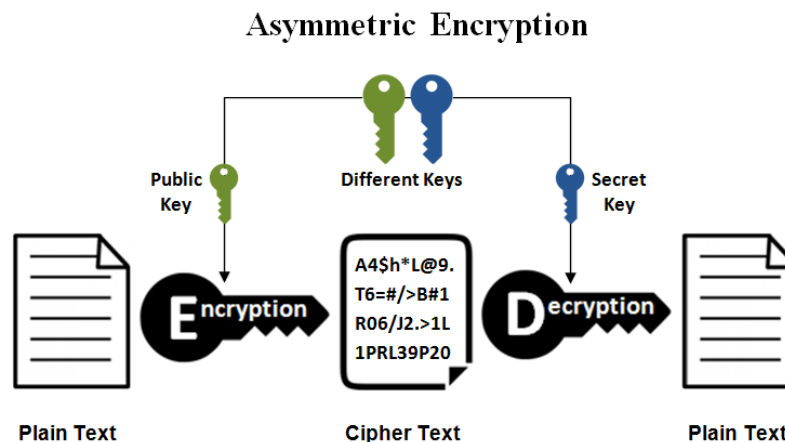 Asymmetric Encryption
Public
Key
Different Keys
Secret
Key
Encryption
A4$h*L@9.
T6=#/>B#1
R06/J2.>1L
1PRL39P20
Decryption
Plain Text
Cipher Text
Plain Text